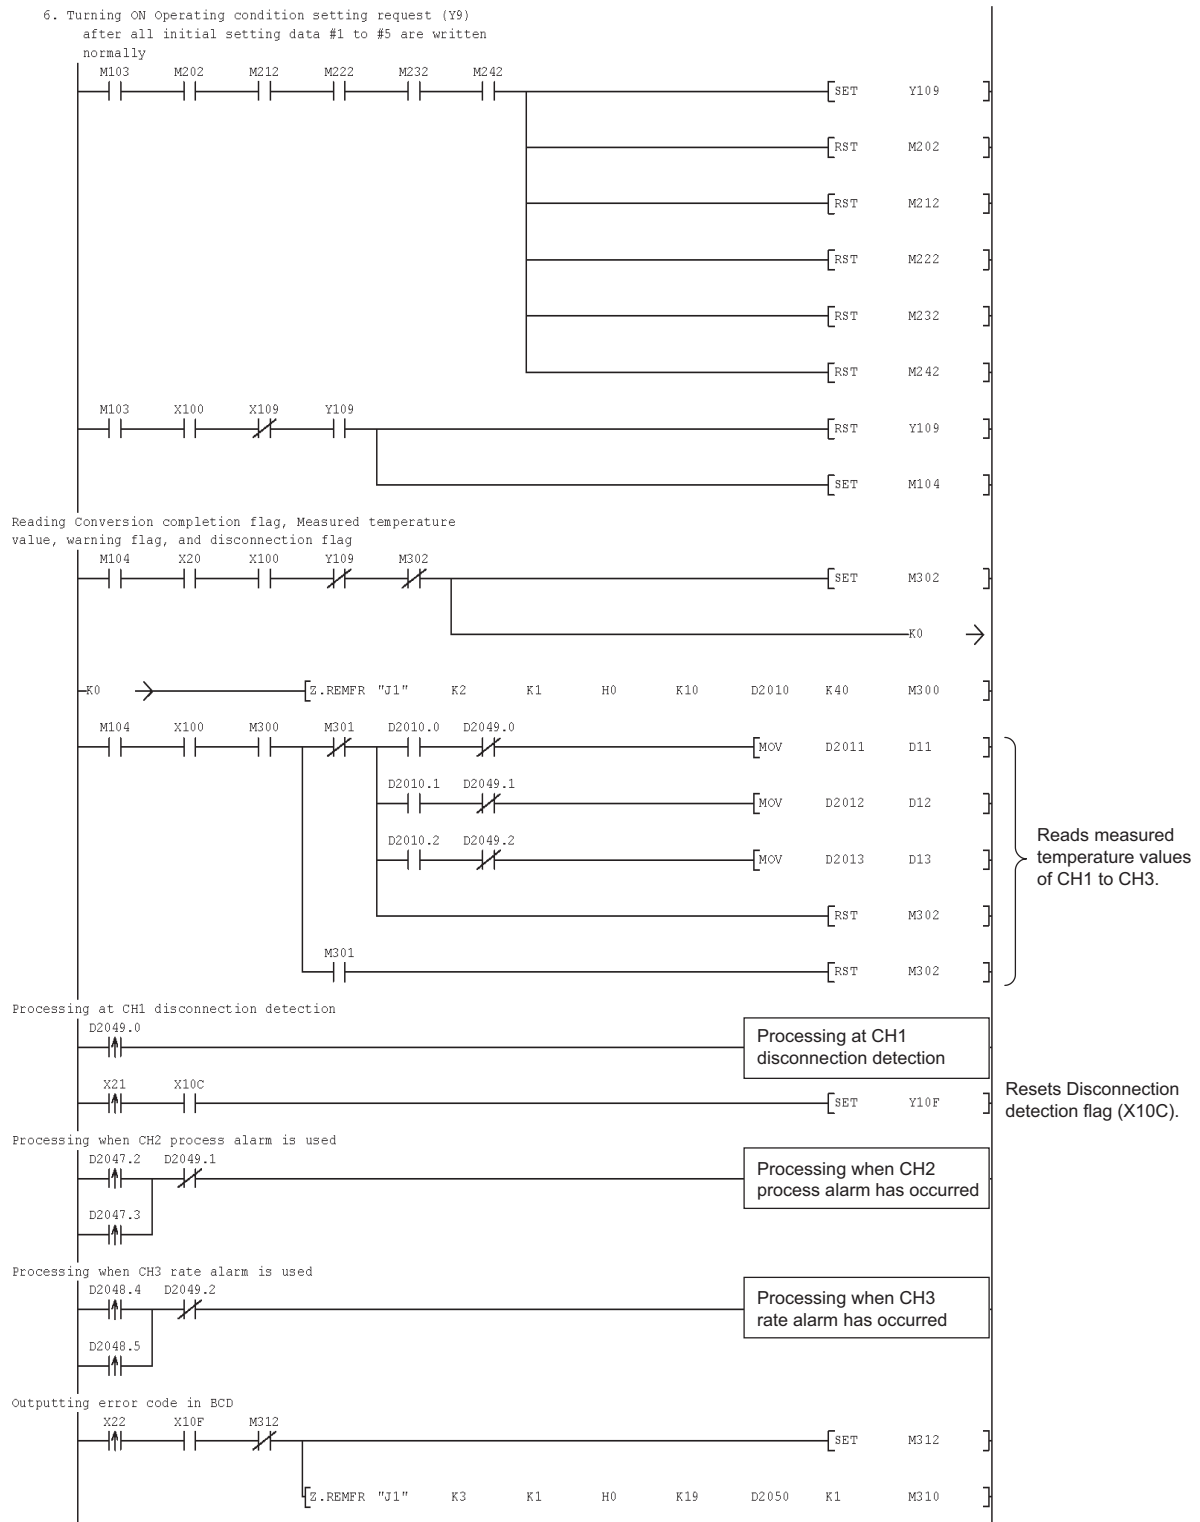 6. Turning ON Operating condition setting request (Y9)
after all initial setting data #1 to #5 are written
normally
M103 M202 M212 M222 M232 M242
SET Y109
RST M202
RST M212
RST M222
RST M232
RST M242
M103 X100 X109 Y109
RST Y109
SET M104
Reading Conversion completion flag, Measured temperature
value, warning flag, and disconnection flag
M104 X20 X100 Y109 M302
SET M302
K0
K0 Z.REMFR "J1" K2 K1 H0 K10 D2010 K40 M300
M104 X100 M300 M301 D2010.0 D2049.0
MOV D2011 D11
D2010.1 D2049.1
MOV D2012 D12
D2010.2 D2049.2
MOV D2013 D13
Reads measured
temperature values
of CH1 to CH3.
RST M302
M301
RST M302
Processing at CH1 disconnection detection
D2049.0
Processing at CH1
disconnection detection
X21 X10C
SET Y10F
Resets Disconnection
detection flag (X10C).
Processing when CH2 process alarm is used
D2047.2 D2049.1
Processing when CH2
process alarm has occurred
D2047.3
Processing when CH3 rate alarm is used
D2048.4 D2049.2
Processing when CH3
rate alarm has occurred
D2048.5
Outputting error code in BCD
X22 X10F M312
SET M312
Z.REMFR "J1" K3 K1 H0 K19 D2050 K1 M310